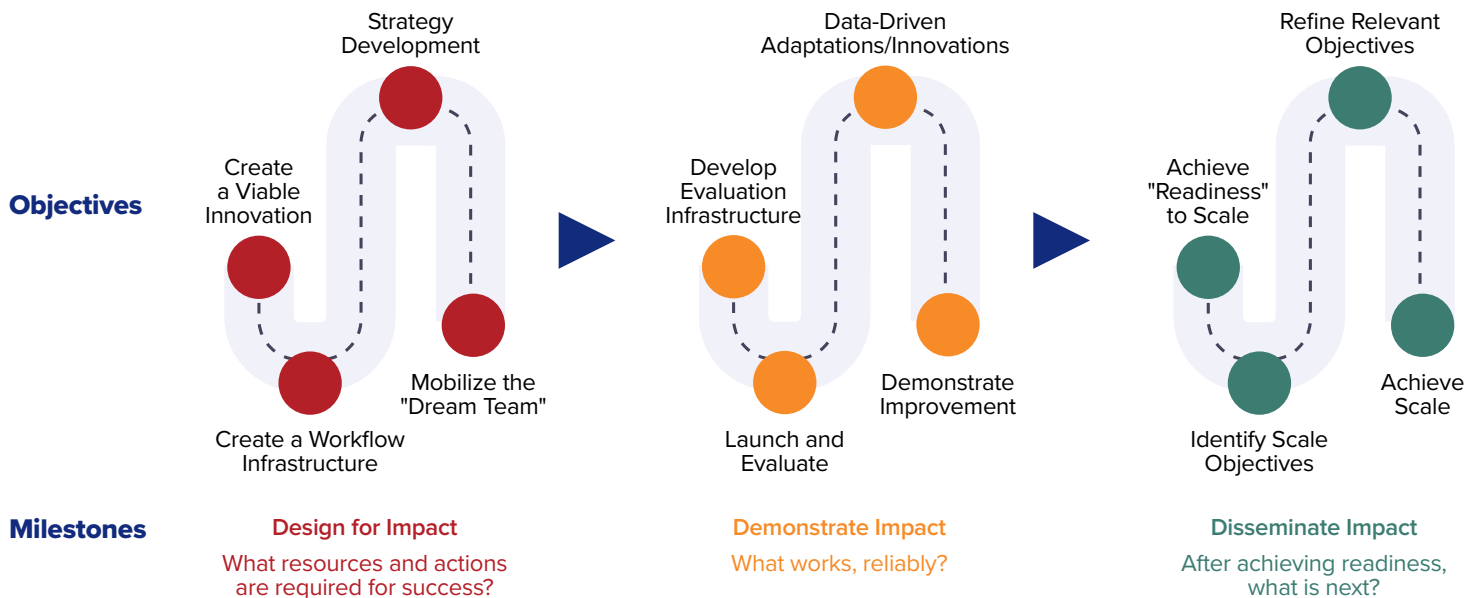 Objectives
Create
a Viable
Innovation
Create a Workflow
Infrastructure
Strategy
Development
Mobilize the
"Dream Team"
Develop
Evaluation
Infrastructure
Launch and
Evaluate
Data-Driven
Adaptations/Innovations
Demonstrate
Improvement
Achieve
"Readiness"
to Scale
Identify Scale
Objectives
Refine Relevant
Objectives
Achieve
Scale
Milestones
Design for Impact
What resources and actions
are required for success?
Demonstrate Impact
What works, reliably?
Disseminate Impact
After achieving readiness,
what is next?